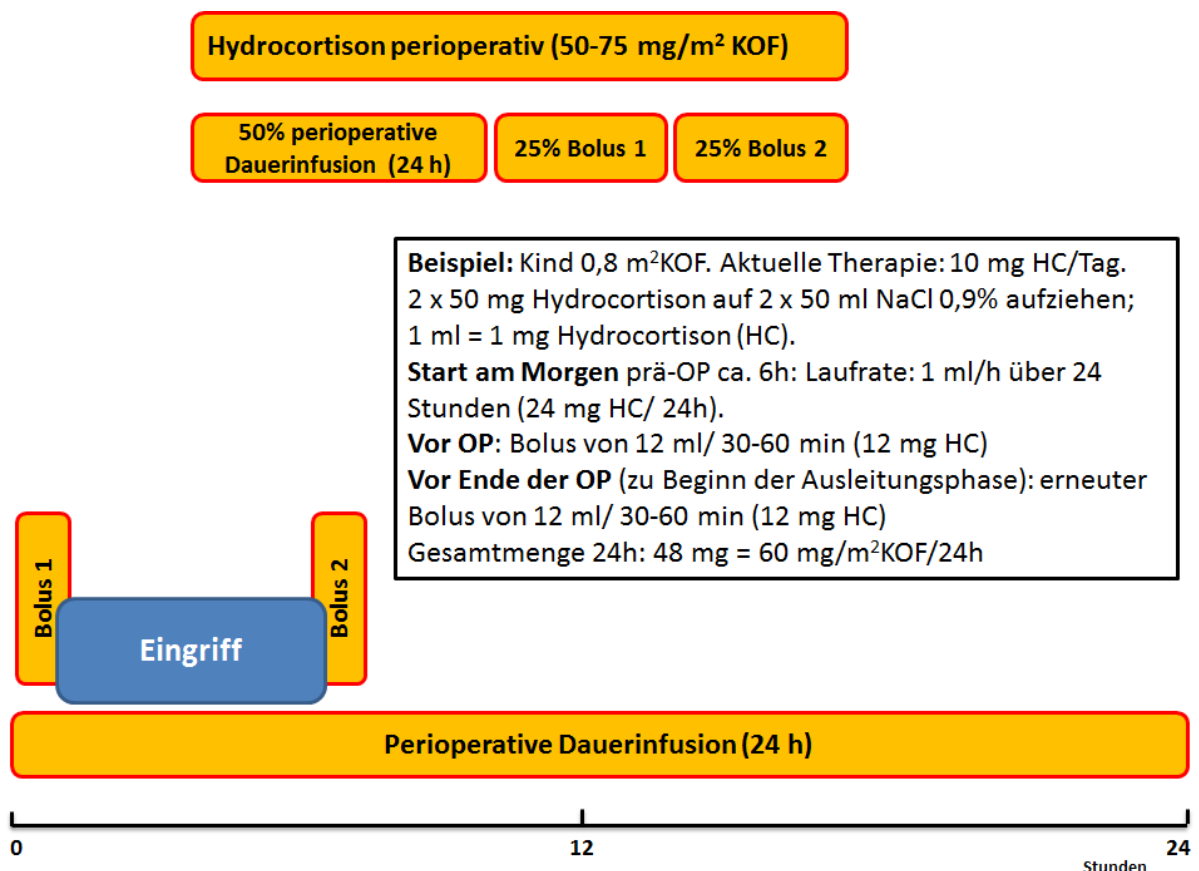 Hydrocortison perioperativ (50-75 mg/m² KOF)
50% perioperative
Dauerinfusion (24 h)
25% Bolus 1
25% Bolus 2
Beispiel: Kind 0,8 m²KOF. Aktuelle Therapie: 10 mg HC/Tag.
2 x 50 mg Hydrocortison auf 2 x 50 ml NaCl 0,9% aufziehen;
1 ml = 1 mg Hydrocortison (HC).
Start am Morgen prä-OP ca. 6h: Laufrate: 1 ml/h über 24
Stunden (24 mg HC/ 24h).
Vor OP: Bolus von 12 ml/ 30-60 min (12 mg HC)
Vor Ende der OP (zu Beginn der Ausleitungsphase): erneuter
Bolus von 12 ml/ 30-60 min (12 mg HC)
Gesamtmenge 24h: 48 mg = 60 mg/m²KOF/24h
Bolus 1
Eingriff
Bolus 2
Perioperative Dauerinfusion (24 h)
0
12
24
Stunden